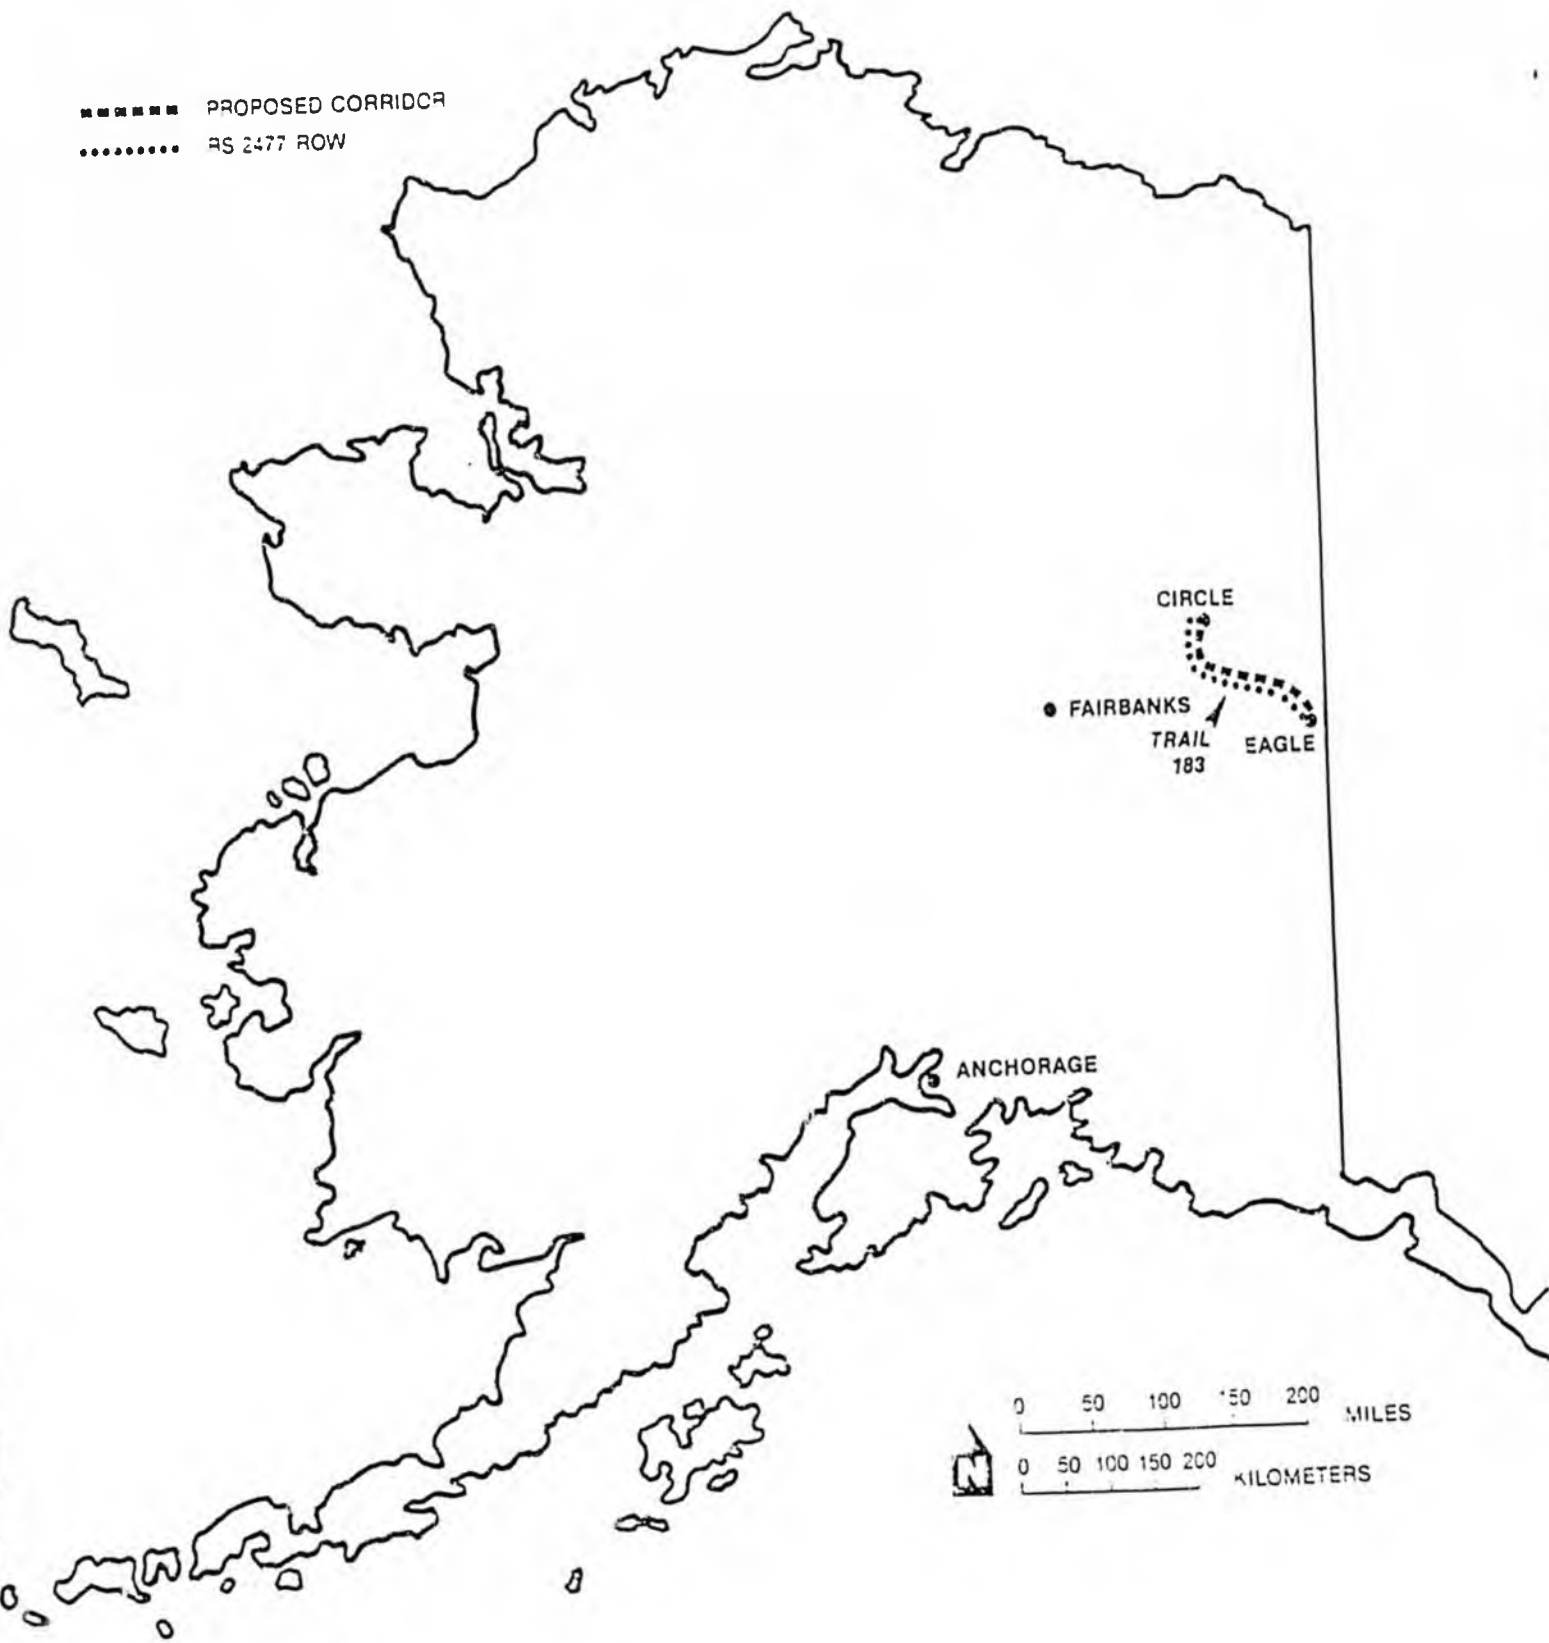 PROPOSED CORRIDOR
RS 2477 ROW
CIRCLE
FAIRBANKS
TRAIL
183
EAGLE
ANCHORAGE
0 50 100 150 200 MILES
N
0 50 100 150 200 KILOMETERS